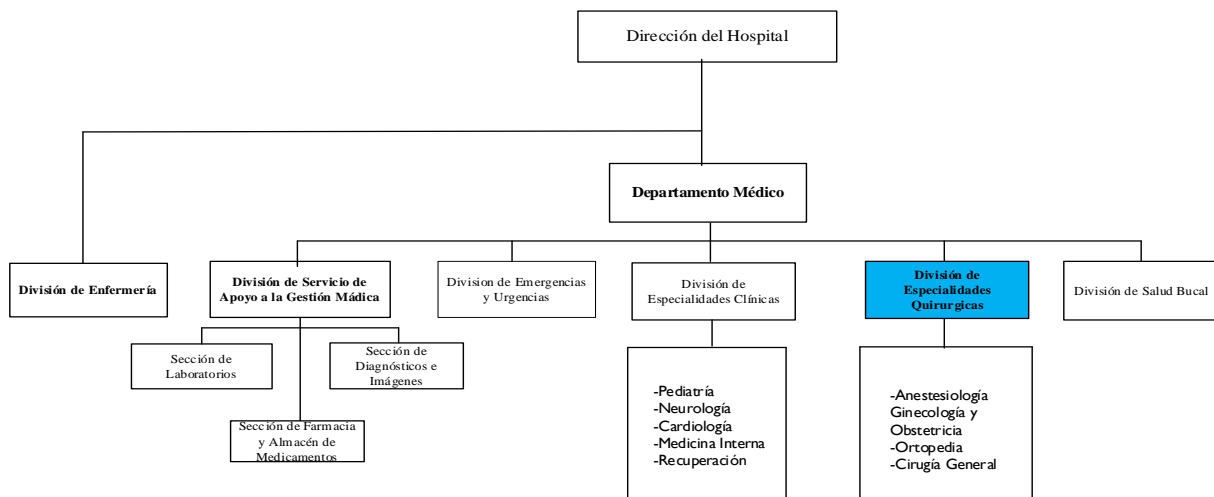 Dirección del Hospital
Departamento Médico
División de Enfermería
División de Servicio de
Apoyo a la Gestión Mádica
Division de Emergencias
y Urgencias
División de
Especialidades Clínicas
División de
Especialidades
Quirurgicas
División de Salud Bucal
Sección de
Laboratorios
Sección de
Diagnósticos e
Imágenes
Sección de Farmacia
y Almacén de
Medicamentos
-Pediatría
-Neurología
-Cardiología
-Medicina Interna
-Recuperación
-Anestesiología
Ginecología y
Obstetricia
-Ortopedia
-Cirugía General